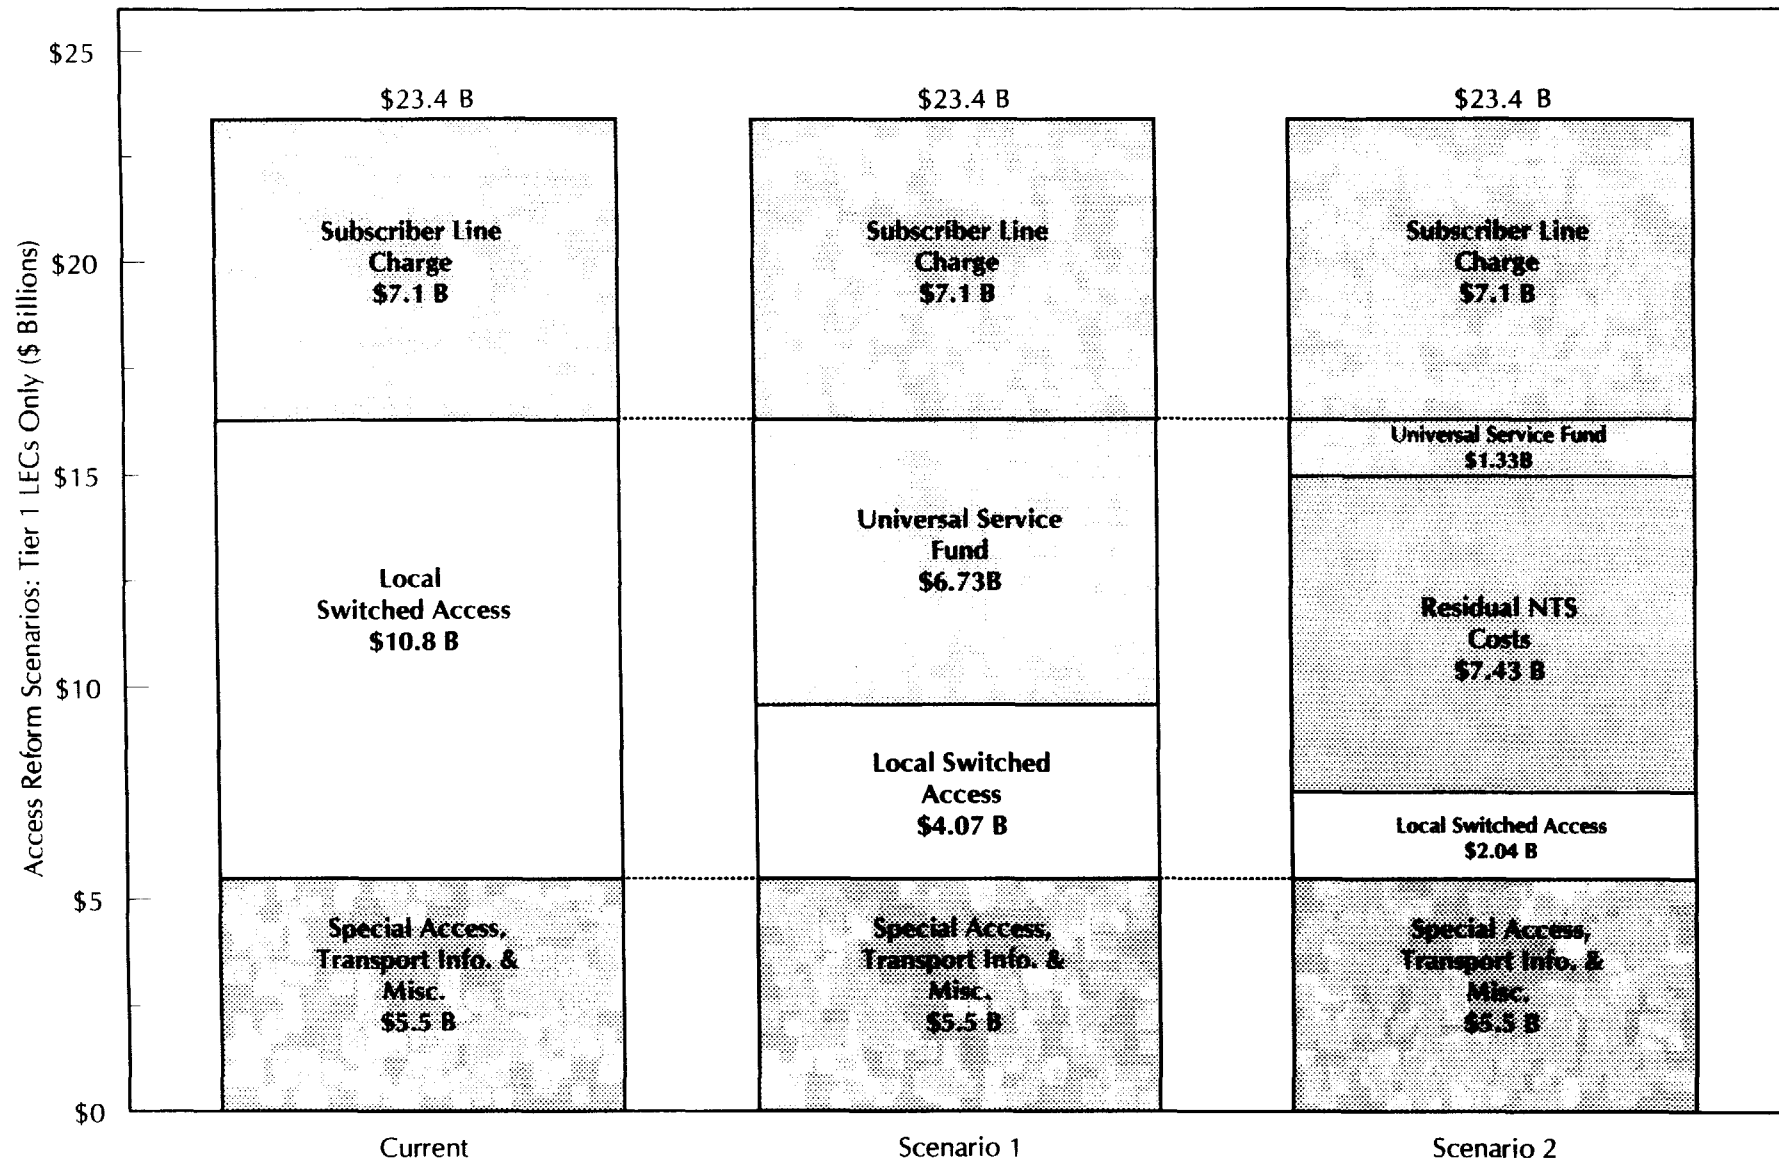 Access Reform Scenarios: Tier 1 LECs Only ($ Billions)
$25
$20
$15
$10
$5
$0
$23.4 B
Subscriber Line
Charge
$7.1 B
Local
Switched Access
$10.8 B
Special Access,
Transport Info. &
Misc.
$5.5 B
Current
$23.4 B
Subscriber Line
Charge
$7.1 B
Universal Service
Fund
$6.73B
Local Switched
Access
$4.07 B
Special Access,
Transport Info. &
Misc.
$5.5 B
Scenario 1
$23.4 B
Subscriber Line
Charge
$7.1 B
Universal Service Fund
$1.33B
Residual NTS
Costs
$7.43 B
Local Switched Access
$2.04 B
Special Access,
Transport Info. &
Misc.
$5.5 B
Scenario 2